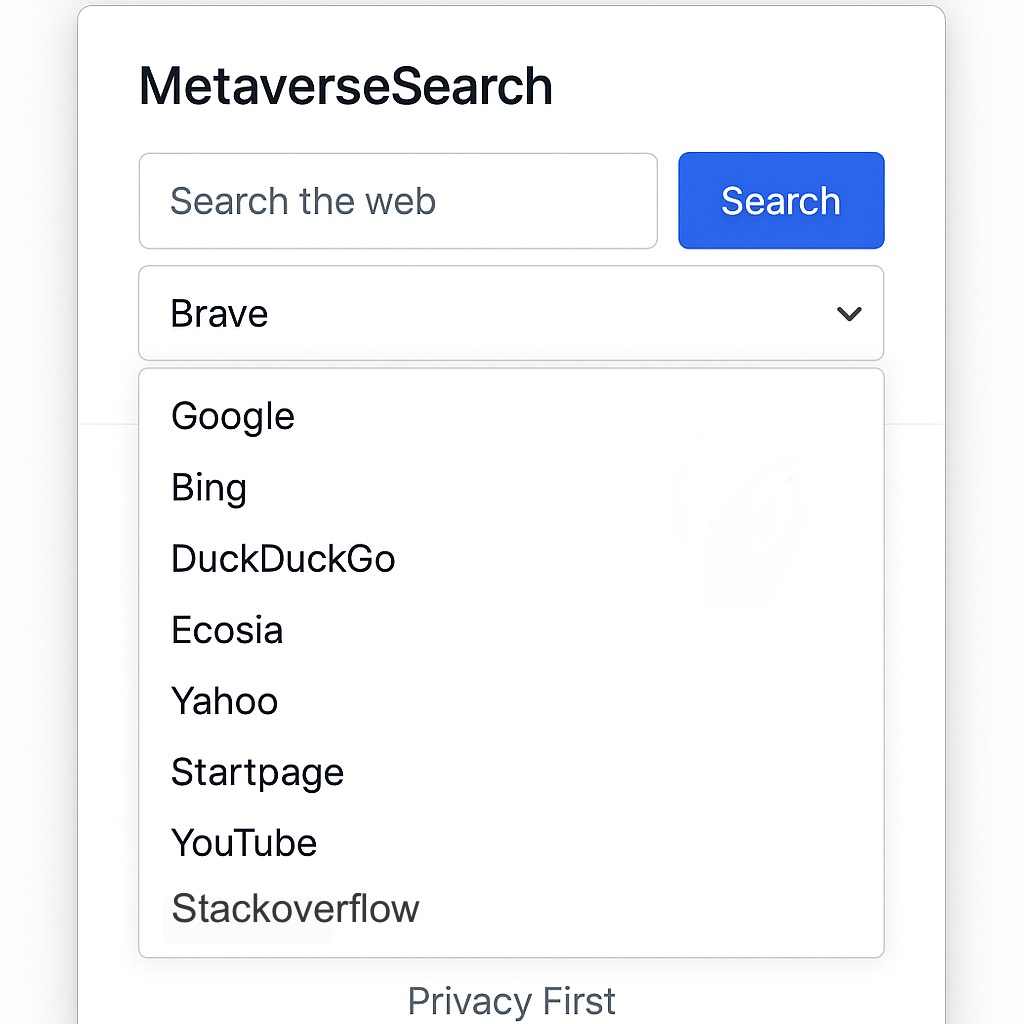 MetaverseSearch
Search the web
Search
Brave
Google
Bing
DuckDuckGo
Ecosia
Yahoo
Startpage
YouTube
Stackoverflow
Privacy First